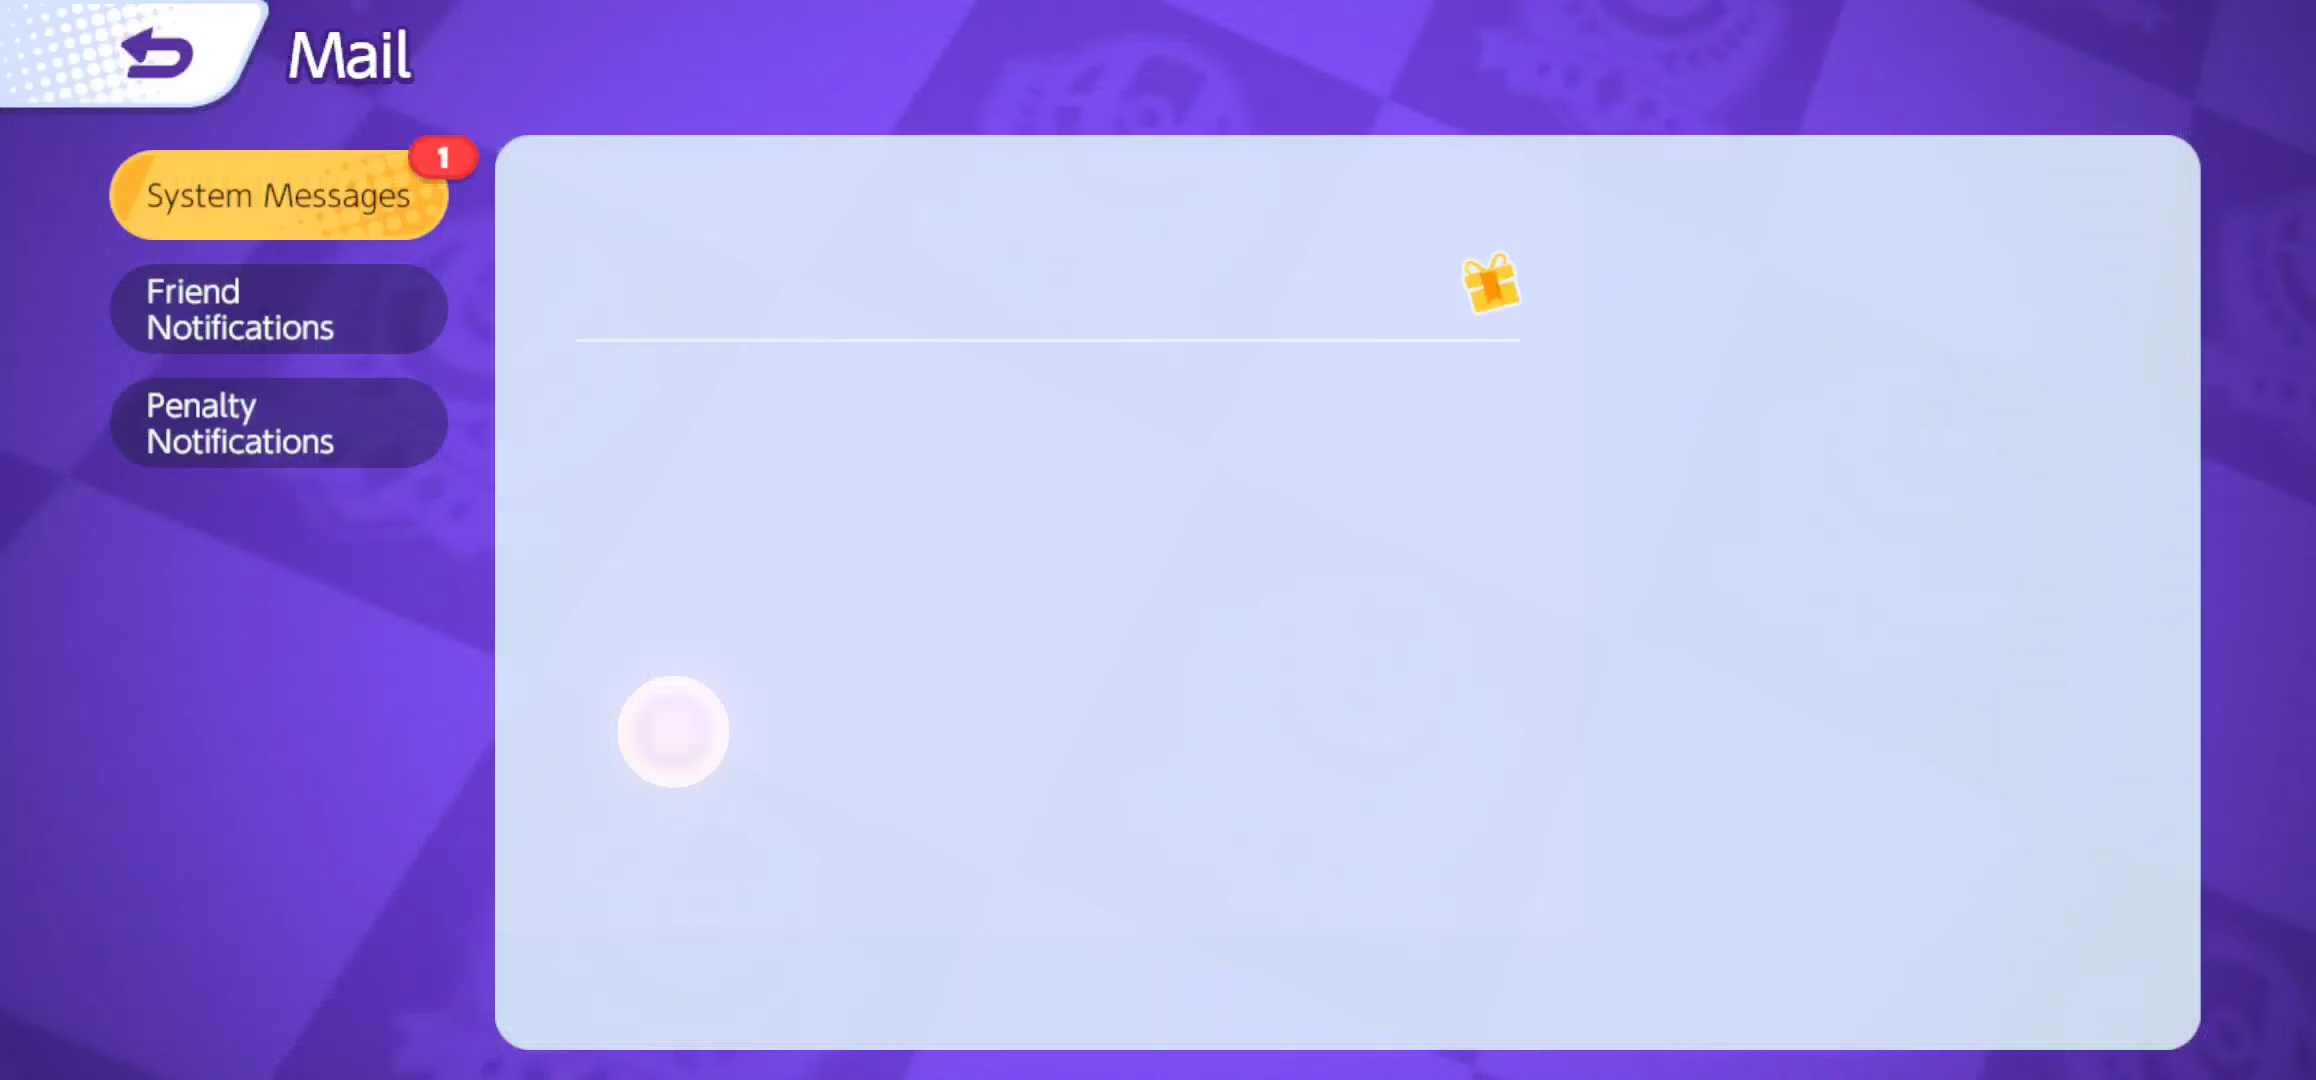 Mail
System Messages
1
Friend
Notifications
Penalty
Notifications